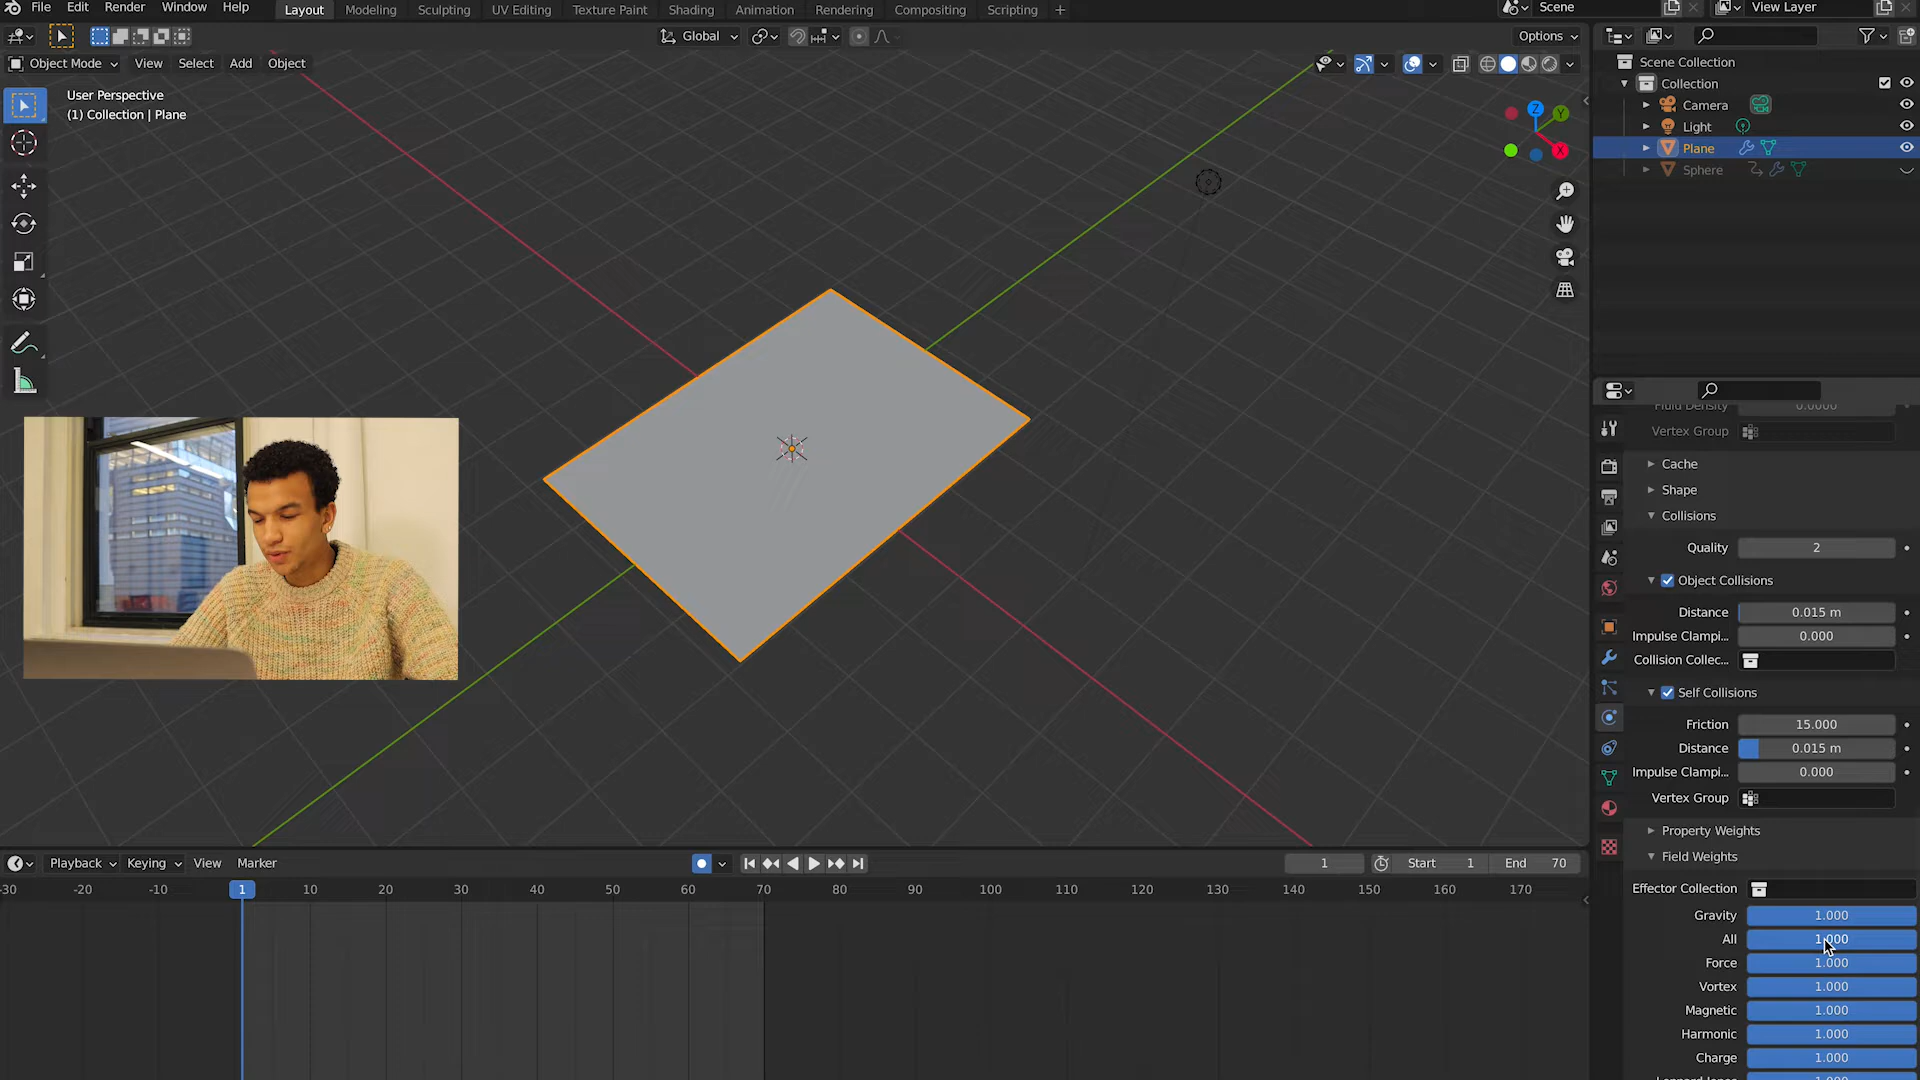 File Edit Render Window Help Layout Modeling Sculpting UV Editing Texture Paint Shading Animation Rendering Compositing Scripting + Scene View Layer
Global Options
Object Mode View Select Add Object
User Perspective
(1) Collection | Plane
Z
Y
X
Scene Collection
Collection
Camera
Light
Plane
Sphere
Fluid Density 0.0000
Vertex Group
Cache
Shape
Collisions
Quality 2
Object Collisions
Distance 0.015 m
Impulse Clampi... 0.000
Collision Collec...
Self Collisions
Friction 15.000
Distance 0.015 m
Impulse Clampi... 0.000
Vertex Group
Property Weights
Field Weights
Effector Collection
Gravity 1.000
All 1.000
Force 1.000
Vortex 1.000
Magnetic 1.000
Harmonic 1.000
Charge 1.000
Playback Keying View Marker 1 Start 1 End 70
-30 -20 -10 1 10 20 30 40 50 60 70 80 90 100 110 120 130 140 150 160 170